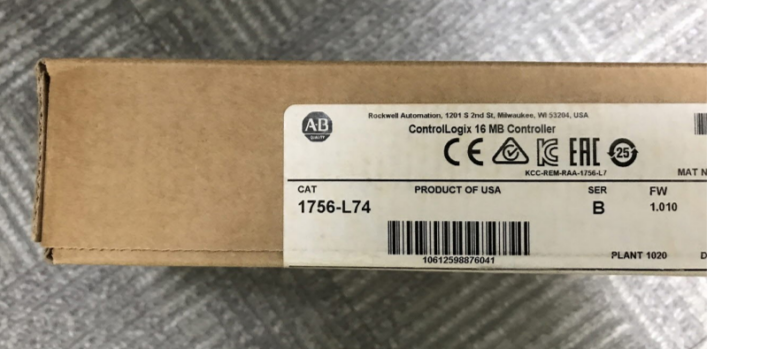 Rockwell Automation, 1201 S 2nd St, Milwaukee, WI 53204, USA
AB
QUALITY
ControlLogix 16 MB Controller
CE EAC 25
KCC-REM-RAA-1756-L7
MAT N
CAT PRODUCT OF USA SER FW
1756-L74 B 1.010
10612598876041
PLANT 1020 D